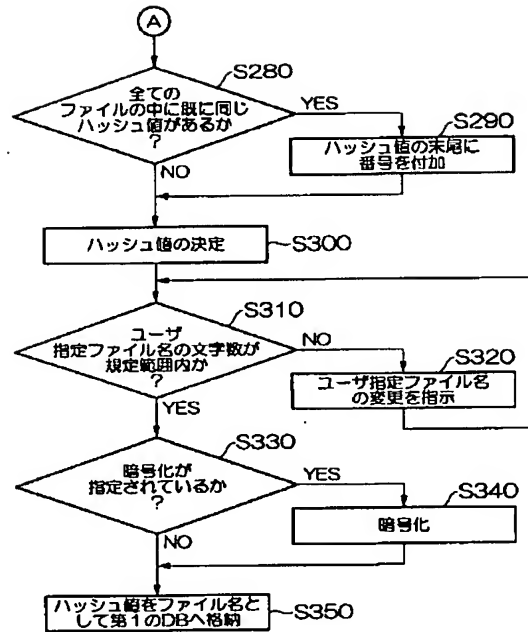 A
S280
全ての
ファイルの中に既に同じ
ハッシュ値があるか
?
YES
NO
S290
ハッシュ値の末尾に
番号を付加
ハッシュ値の決定
S300
S310
ユーザ
指定ファイル名の文字数が
規定範囲内か
?
NO
YES
S320
ユーザ指定ファイル名
の変更を指示
S330
暗号化が
指定されているか
?
YES
NO
S340
暗号化
ハッシュ値をファイル名と
して第1のDBへ格納
S350